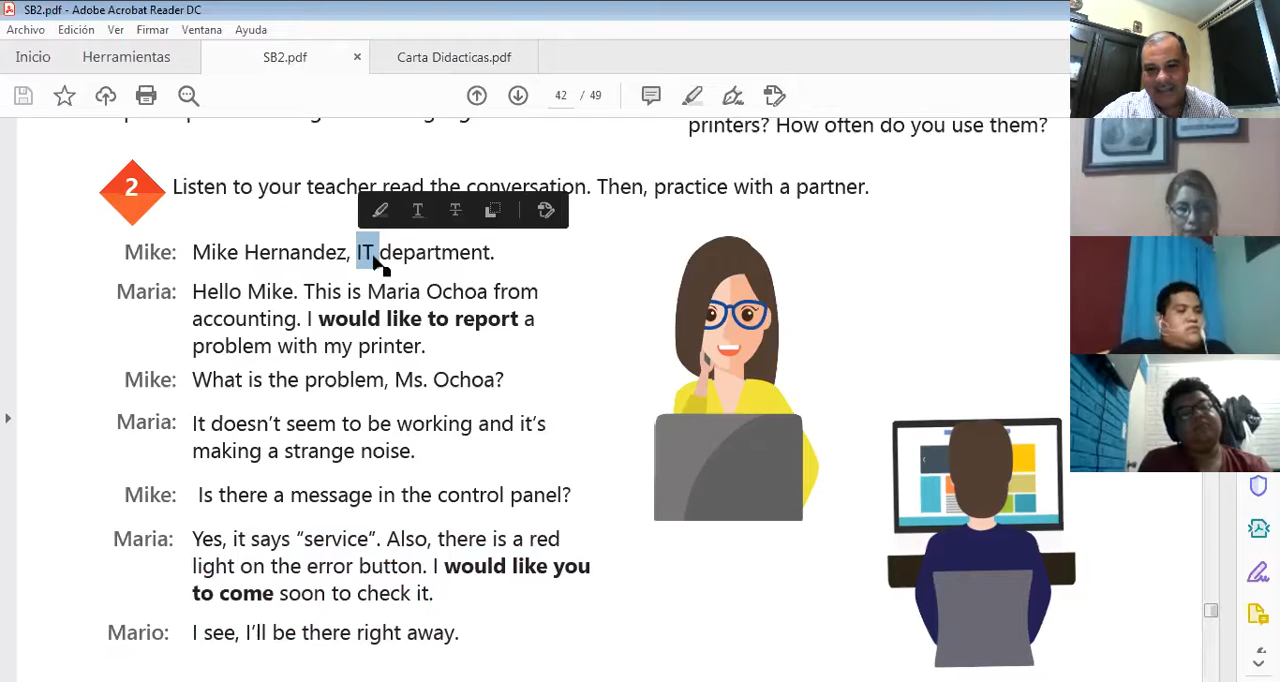 SB2.pdf - Adobe Acrobat Reader DC
Archivo Edición Ver Firmar Ventana Ayuda
Inicio Herramientas SB2.pdf × Carta Didacticas.pdf
42 / 49
printers? How often do you use them?
2 Listen to your teacher read the conversation. Then, practice with a partner.
Mike: Mike Hernandez, IT department.
Maria: Hello Mike. This is Maria Ochoa from
accounting. I would like to report a
problem with my printer.
Mike: What is the problem, Ms. Ochoa?
Maria: It doesn't seem to be working and it's
making a strange noise.
Mike: Is there a message in the control panel?
Maria: Yes, it says “service”. Also, there is a red
light on the error button. I would like you
to come soon to check it.
Mario: I see, I'll be there right away.